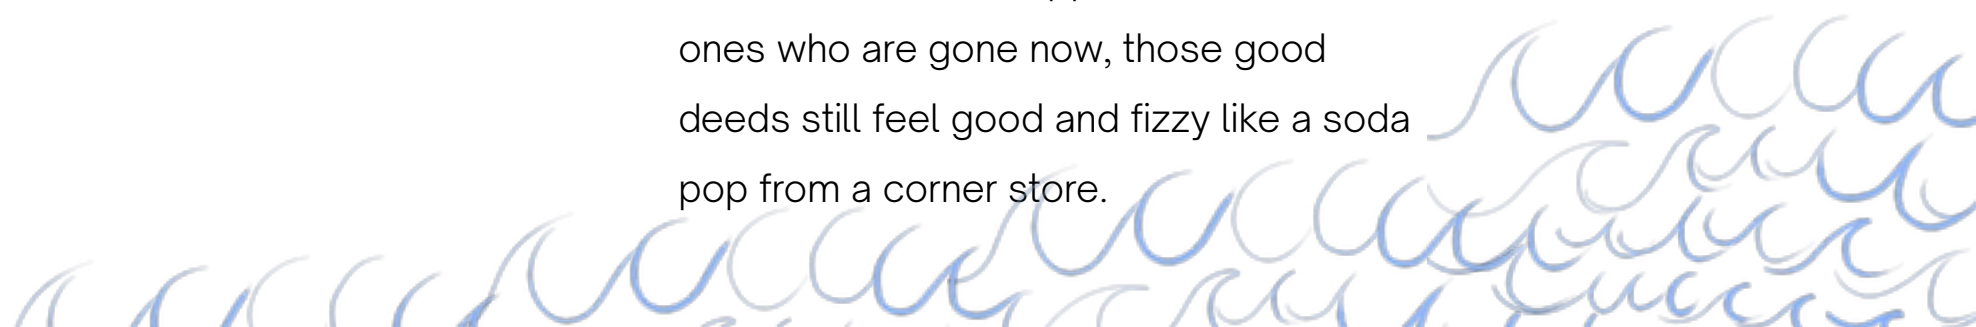 ones who are gone now, those good
deeds still feel good and fizzy like a soda
pop from a corner store.